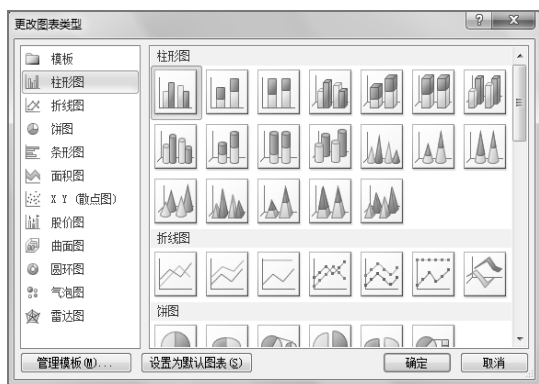 更改图表类型
模板
柱形图
折线图
饼图
条形图
面积图
X Y (散点图)
股价图
曲面图
圆环图
气泡图
雷达图
柱形图
折线图
饼图
管理模板(M)...
设置为默认图表(S)
确定
取消